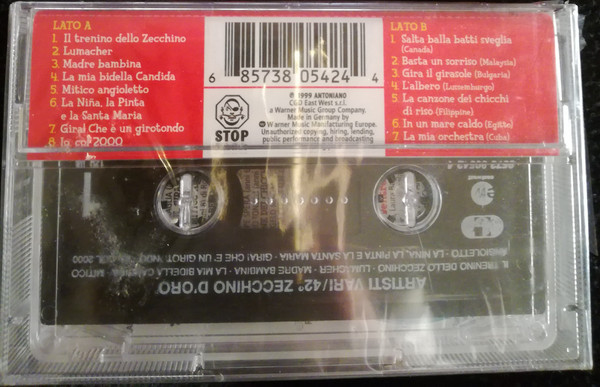 LATO A
1. Il trenino dello Zecchino
2. Lumacher
3. Madre bambina
4. La mia bidella Candida
5. Mitico angioletto
6. La Niña, la Pinta
e la Santa Maria
7. Gira! Che è un girotondo
8. Io col 2000
6 85738 05424 4
℗ 1999 ANTONIANO
CGD East West s.r.l.
a Warner Music Group Company.
Made in Germany by
Warner Music Manufacturing Europe.
Unauthorized copying, hiring, lending,
public performance and broadcasting
STOP
LATO B
1. Salta balla batti sveglia
(Canada)
2. Basta un sorriso (Malaysia)
3. Gira il girasole (Bulgaria)
4. L'albero (Lussemburgo)
5. La canzone dei chicchi
di riso (Filippine)
6. In un mare caldo (Egitto)
7. La mia orchestra (Cuba)
ARTISTI VARI/42° ZECCHINO D'ORO
IL TRENINO DELLO ZECCHINO - LUMACHER - MADRE BAMBINA - LA MIA BIDELLA - MITICO
ANGIOLETTO - LA NIÑA, LA PINTA E LA SANTA MARIA - GIRA! CHE E' UN GIROT COL 2000